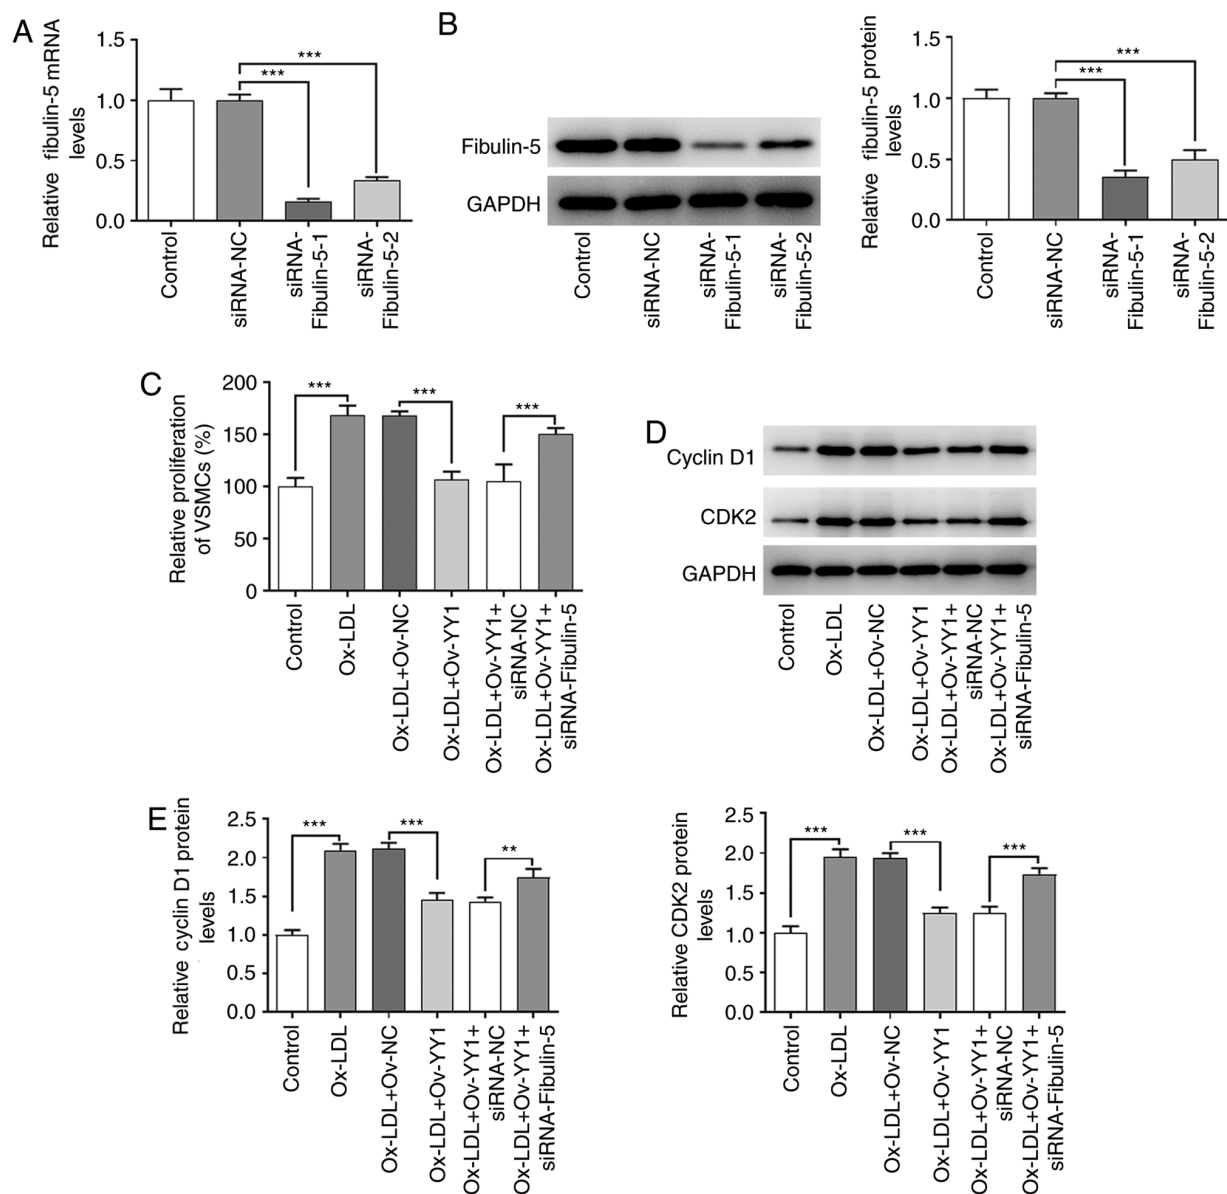 A
Relative fibulin-5 mRNA
levels
1.5
1.0
0.5
0.0
***
***
Control
siRNA-NC
siRNA-
Fibulin-5-1
siRNA-
Fibulin-5-2
B
Fibulin-5
GAPDH
Control
siRNA-NC
siRNA-
Fibulin-5-1
siRNA-
Fibulin-5-2
Relative fibulin-5 protein
levels
1.5
1.0
0.5
0.0
***
***
Control
siRNA-NC
siRNA-
Fibulin-5-1
siRNA-
Fibulin-5-2
C
Relative proliferation
of VSMCs (%)
200
150
100
50
0
***
***
***
Control
Ox-LDL
Ox-LDL+Ov-NC
Ox-LDL+Ov-YY1
Ox-LDL+Ov-YY1+
siRNA-NC
Ox-LDL+Ov-YY1+
siRNA-Fibulin-5
D
Cyclin D1
CDK2
GAPDH
Control
Ox-LDL
Ox-LDL+Ov-NC
Ox-LDL+Ov-YY1
Ox-LDL+Ov-YY1+
siRNA-NC
Ox-LDL+Ov-YY1+
siRNA-Fibulin-5
E
Relative cyclin D1 protein
levels
2.5
2.0
1.5
1.0
0.5
0.0
***
***
**
Control
Ox-LDL
Ox-LDL+Ov-NC
Ox-LDL+Ov-YY1
Ox-LDL+Ov-YY1+
siRNA-NC
Ox-LDL+Ov-YY1+
siRNA-Fibulin-5
Relative CDK2 protein
levels
2.5
2.0
1.5
1.0
0.5
0.0
***
***
***
Control
Ox-LDL
Ox-LDL+Ov-NC
Ox-LDL+Ov-YY1
Ox-LDL+Ov-YY1+
siRNA-NC
Ox-LDL+Ov-YY1+
siRNA-Fibulin-5